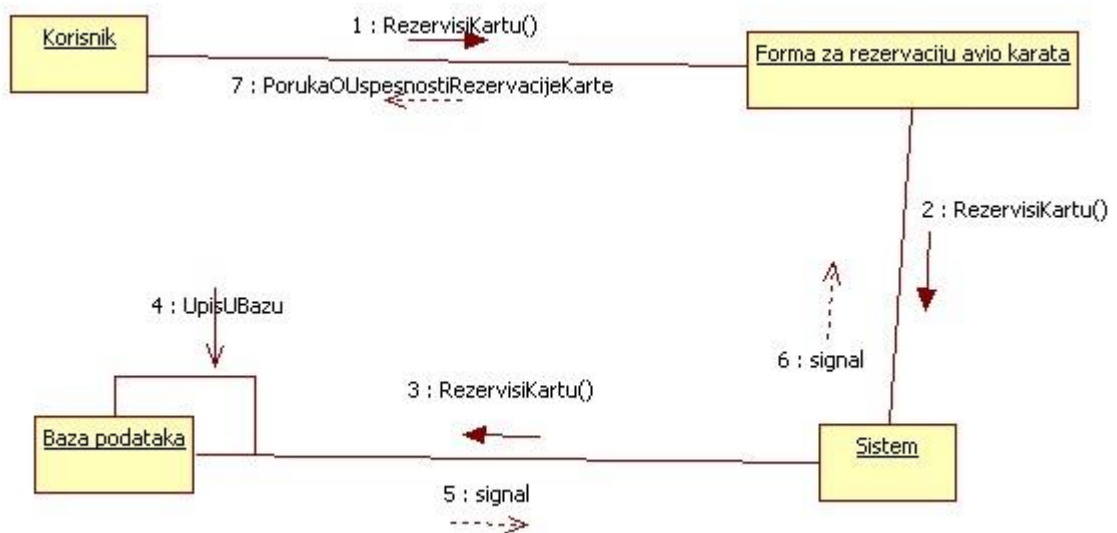 1 : RezervisiKartu()
Korisnik
Forma za rezervaciju avio karata
7 : PorukaOUspesnostiRezervacijeKarte
2 : RezervisiKartu()
4 : UpisUBazu
6 : signal
3 : RezervisiKartu()
Baza podataka
Sistem
5 : signal